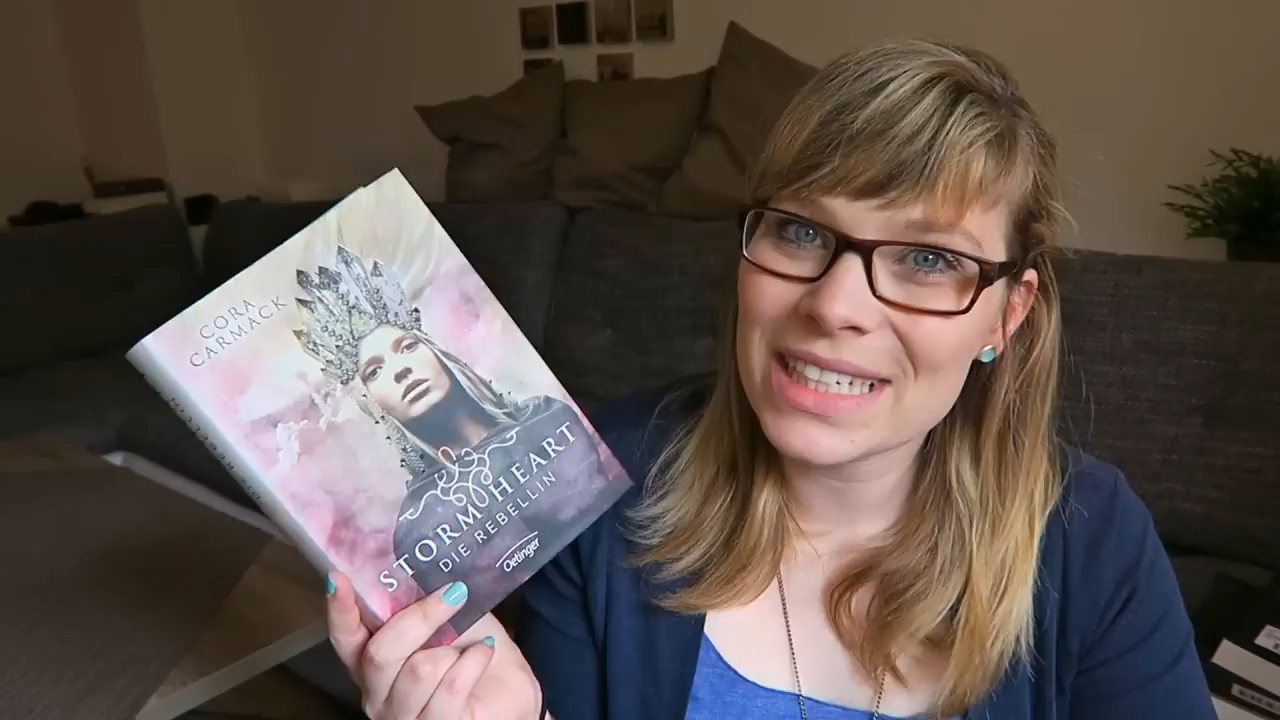 CORA
CARMACK
STORMHEART
DIE REBELLIN
Oetinger